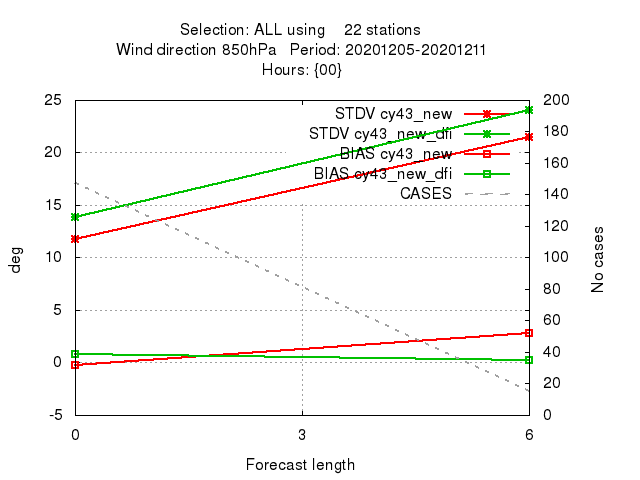 Selection: ALL using 22 stations
Wind direction 850hPa Period: 20201205-20201211
Hours: {00}
25
20
15
10
5
0
-5
200
180
160
140
120
100
80
60
40
20
0
STDV cy43_new
STDV cy43_new_dfi
BIAS cy43_new
BIAS cy43_new_dfi
CASES
deg
No cases
0 3 6
Forecast length